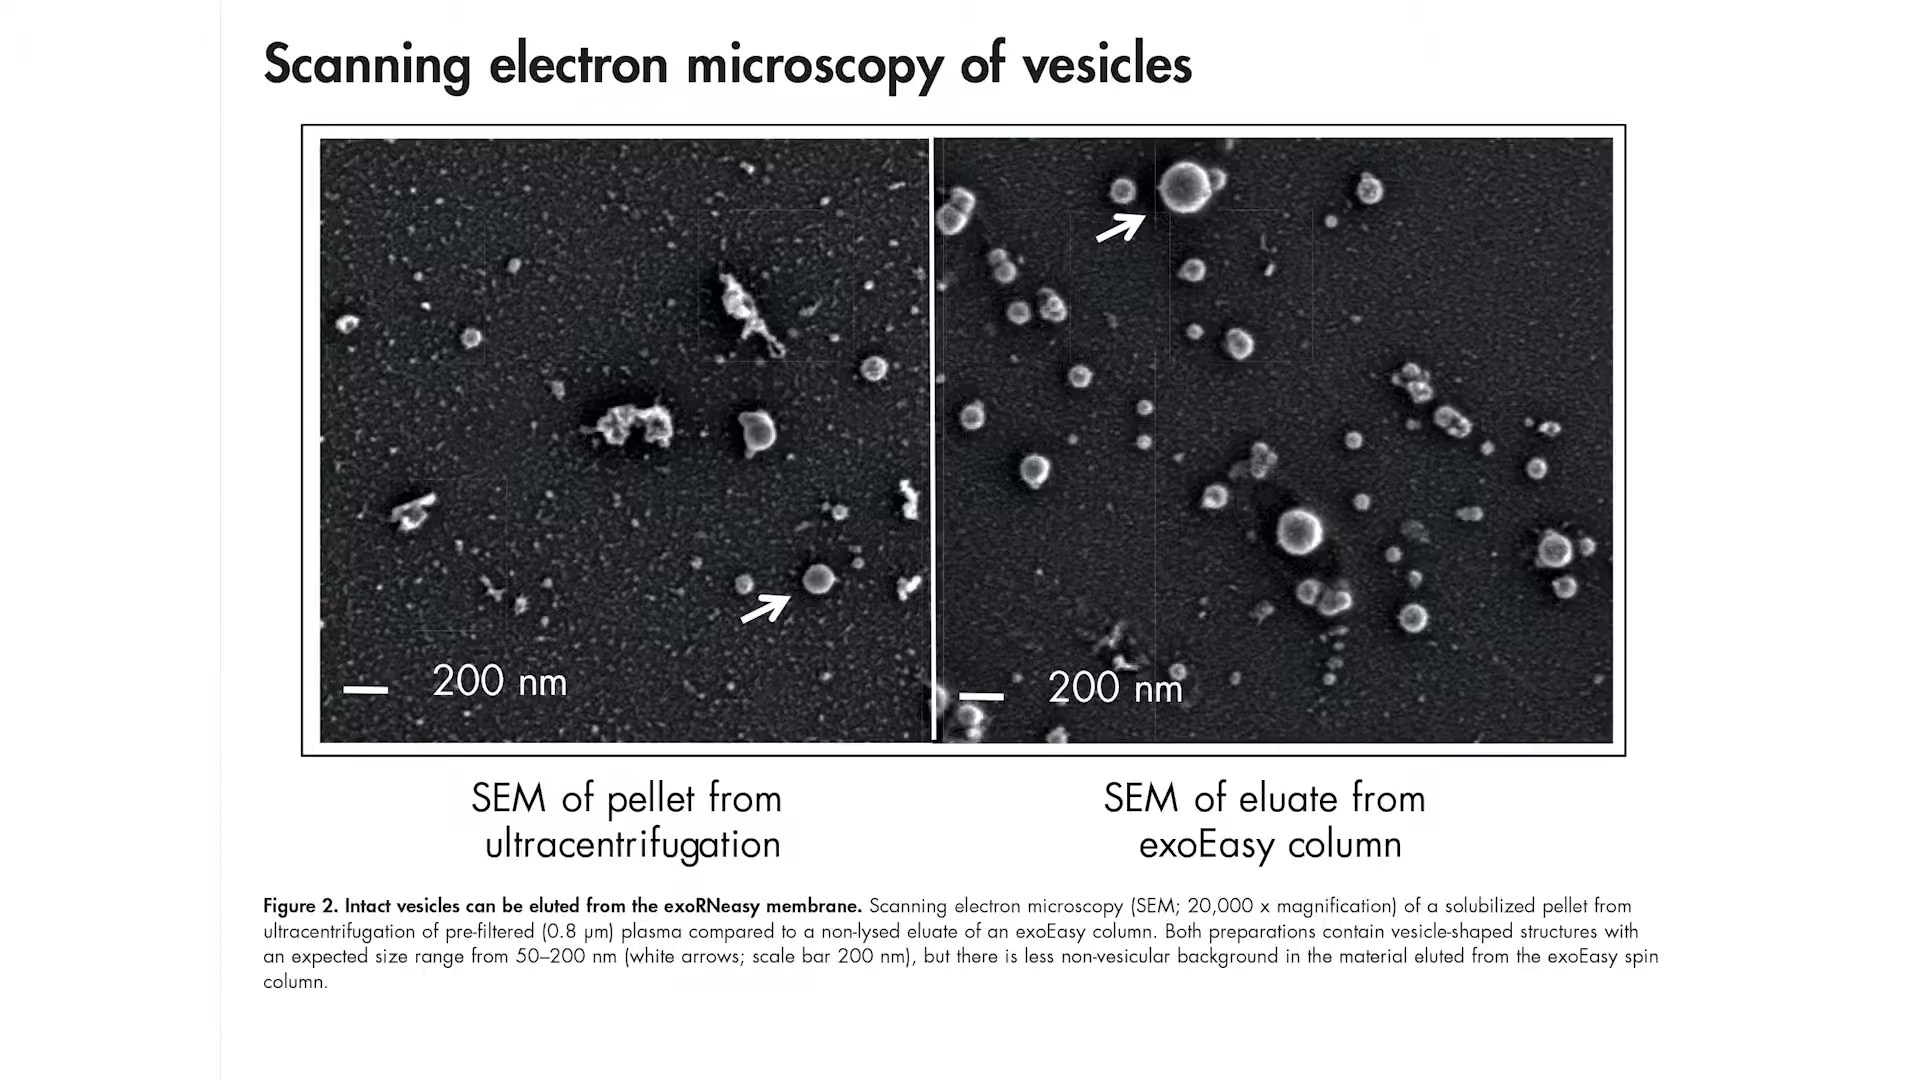 Scanning electron microscopy of vesicles
200 nm
200 nm
SEM of pellet from
ultracentrifugation
SEM of eluate from
exoEasy column
Figure 2. Intact vesicles can be eluted from the exoRNeasy membrane. Scanning electron microscopy (SEM; 20,000 x magnification) of a solubilized pellet from
ultracentrifugation of pre-filtered (0.8 µm) plasma compared to a non-lysed eluate of an exoEasy column. Both preparations contain vesicle-shaped structures with
an expected size range from 50–200 nm (white arrows; scale bar 200 nm), but there is less non-vesicular background in the material eluted from the exoEasy spin
column.